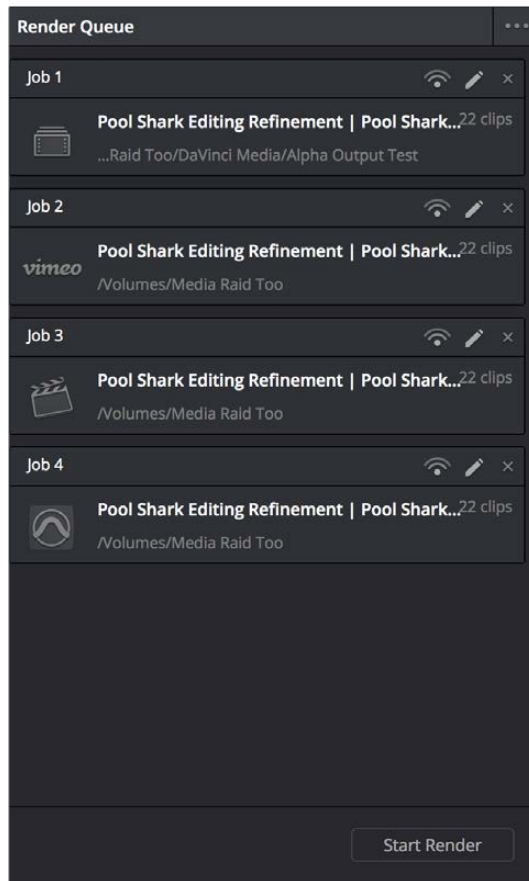 Render Queue
Job 1
Pool Shark Editing Refinement | Pool Shark... 22 clips
...Raid Too/DaVinci Media/Alpha Output Test
Job 2
vimeo
Pool Shark Editing Refinement | Pool Shark... 22 clips
/Volumes/Media Raid Too
Job 3
Pool Shark Editing Refinement | Pool Shark... 22 clips
/Volumes/Media Raid Too
Job 4
Pool Shark Editing Refinement | Pool Shark... 22 clips
/Volumes/Media Raid Too
Start Render